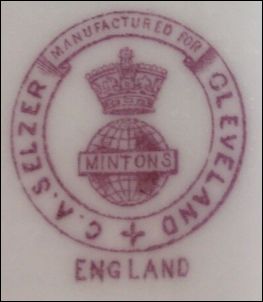 MANUFACTURED FOR
C.A.SELZER
CLEVELAND
MINTONS
ENGLAND